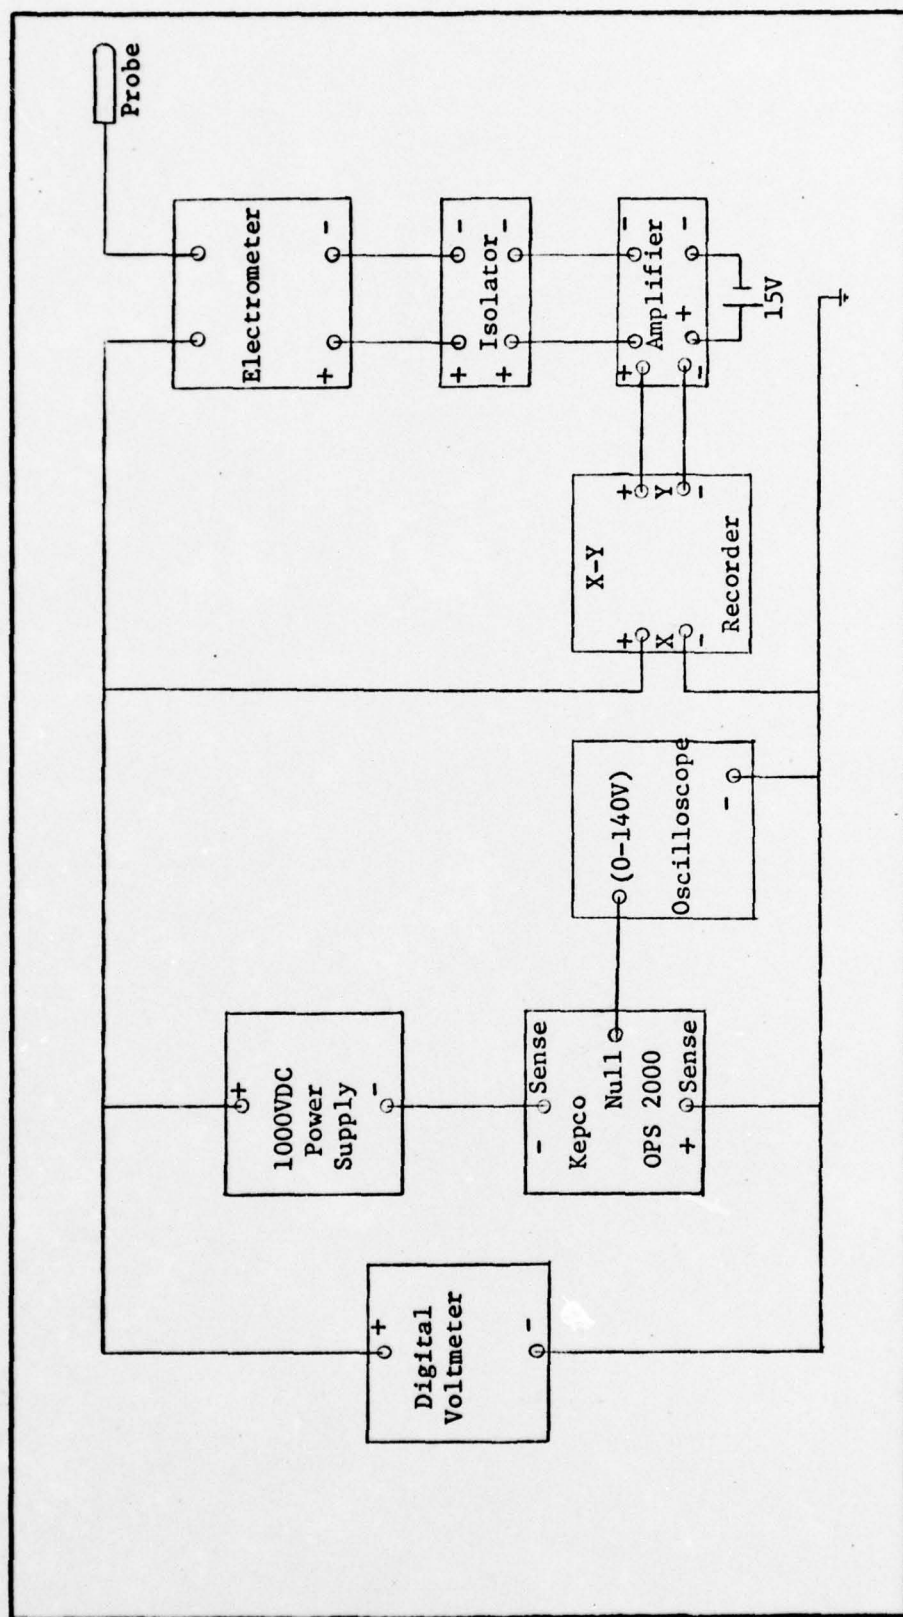 +
Digital
Voltmeter
-
+
1000VDC
Power
Supply
-
- Sense
Kepco
Null
OPS 2000
+ Sense
(0-140V)
Oscilloscope
-
X-Y
+ +
X Y
- -
Recorder
Probe
Electrometer
+ -
+ -
Isolator
+ -
+ -
Amplifier
- + -
15V